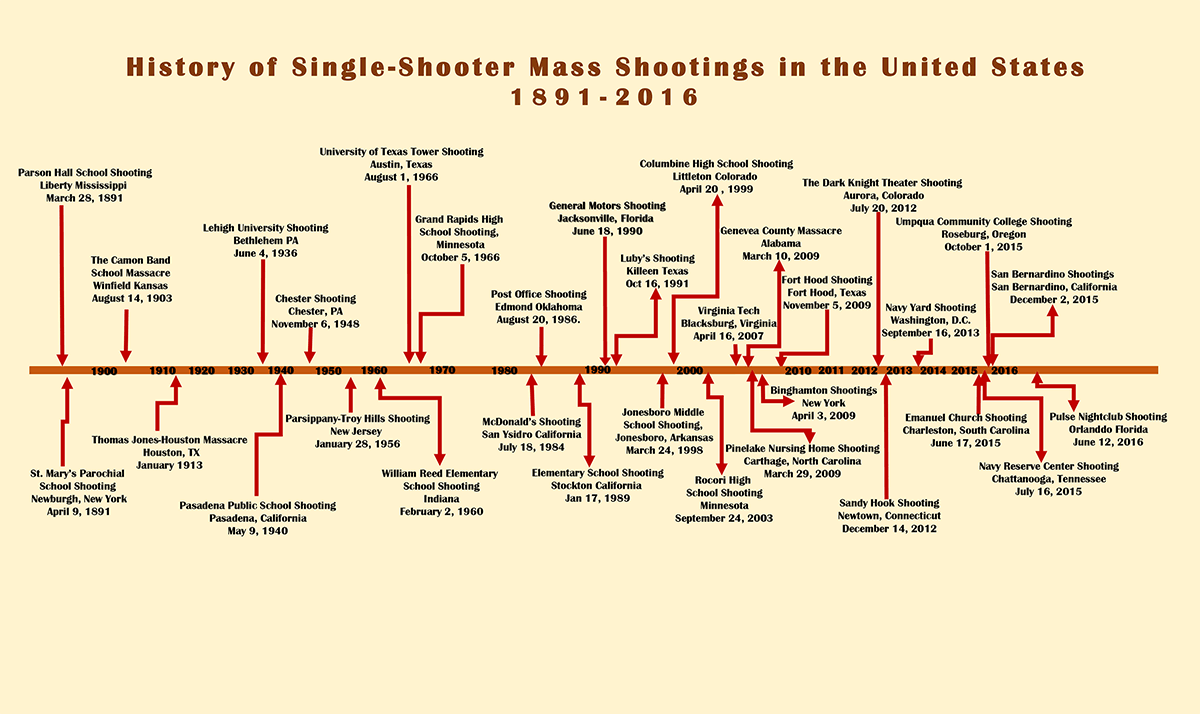 History of Single-Shooter Mass Shootings in the United States
1891-2016
Parson Hall School Shooting
Liberty Mississippi
March 28, 1891
The Camon Band
School Massacre
Winfield Kansas
August 14, 1903
Lehigh University Shooting
Bethlehem PA
June 4, 1936
Chester Shooting
Chester, PA
November 6, 1948
University of Texas Tower Shooting
Austin, Texas
August 1, 1966
Grand Rapids High
School Shooting,
Minnesota
October 5, 1966
Post Office Shooting
Edmond Oklahoma
August 20, 1986.
General Motors Shooting
Jacksonville, Florida
June 18, 1990
Luby's Shooting
Killeen Texas
Oct 16, 1991
Columbine High School Shooting
Littleton Colorado
April 20 , 1999
Virginia Tech
Blacksburg, Virginia
April 16, 2007
Genevea County Massacre
Alabama
March 10, 2009
Fort Hood Shooting
Fort Hood, Texas
November 5, 2009
The Dark Knight Theater Shooting
Aurora, Colorado
July 20, 2012
Navy Yard Shooting
Washington, D.C.
September 16, 2013
Umpqua Community College Shooting
Roseburg, Oregon
October 1, 2015
San Bernardino Shootings
San Bernardino, California
December 2, 2015
1900 1910 1920 1930 1940 1950 1960 1970 1980 1990 2000 2010 2011 2012 2013 2014 2015 2016
St. Mary's Parochial
School Shooting
Newburgh, New York
April 9, 1891
Thomas Jones-Houston Massacre
Houston, TX
January 1913
Pasadena Public School Shooting
Pasadena, California
May 9, 1940
Parsippany-Troy Hills Shooting
New Jersey
January 28, 1956
William Reed Elementary
School Shooting
Indiana
February 2, 1960
McDonald's Shooting
San Ysidro California
July 18, 1984
Elementary School Shooting
Stockton California
Jan 17, 1989
Jonesboro Middle
School Shooting,
Jonesboro, Arkansas
March 24, 1998
Rocori High
School Shooting
Minnesota
September 24, 2003
Pinelake Nursing Home Shooting
Carthage, North Carolina
March 29, 2009
Binghamton Shootings
New York
April 3, 2009
Sandy Hook Shooting
Newtown, Connecticut
December 14, 2012
Emanuel Church Shooting
Charleston, South Carolina
June 17, 2015
Navy Reserve Center Shooting
Chattanooga, Tennessee
July 16, 2015
Pulse Nightclub Shooting
Orlanddo Florida
June 12, 2016